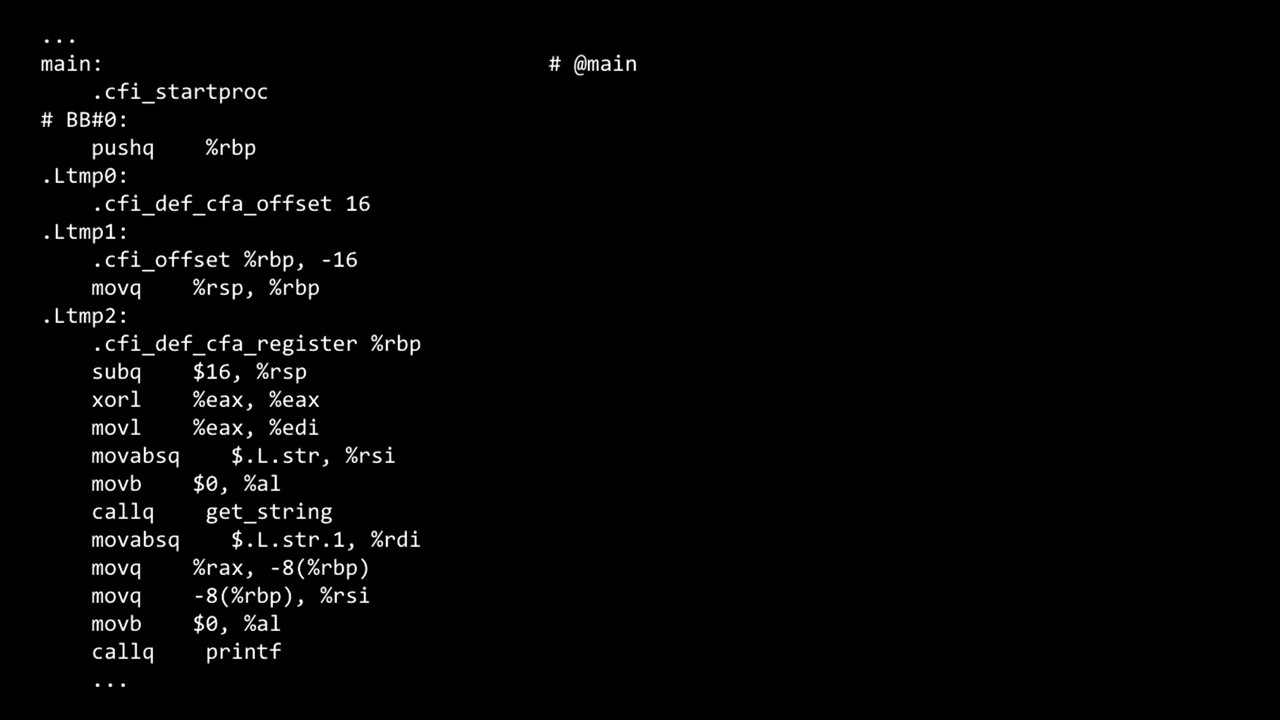 ...
main:                                   # @main
    .cfi_startproc
# BB#0:
    pushq    %rbp
.Ltmp0:
    .cfi_def_cfa_offset 16
.Ltmp1:
    .cfi_offset %rbp, -16
    movq    %rsp, %rbp
.Ltmp2:
    .cfi_def_cfa_register %rbp
    subq    $16, %rsp
    xorl    %eax, %eax
    movl    %eax, %edi
    movabsq    $.L.str, %rsi
    movb    $0, %al
    callq    get_string
    movabsq    $.L.str.1, %rdi
    movq    %rax, -8(%rbp)
    movq    -8(%rbp), %rsi
    movb    $0, %al
    callq    printf
    ...